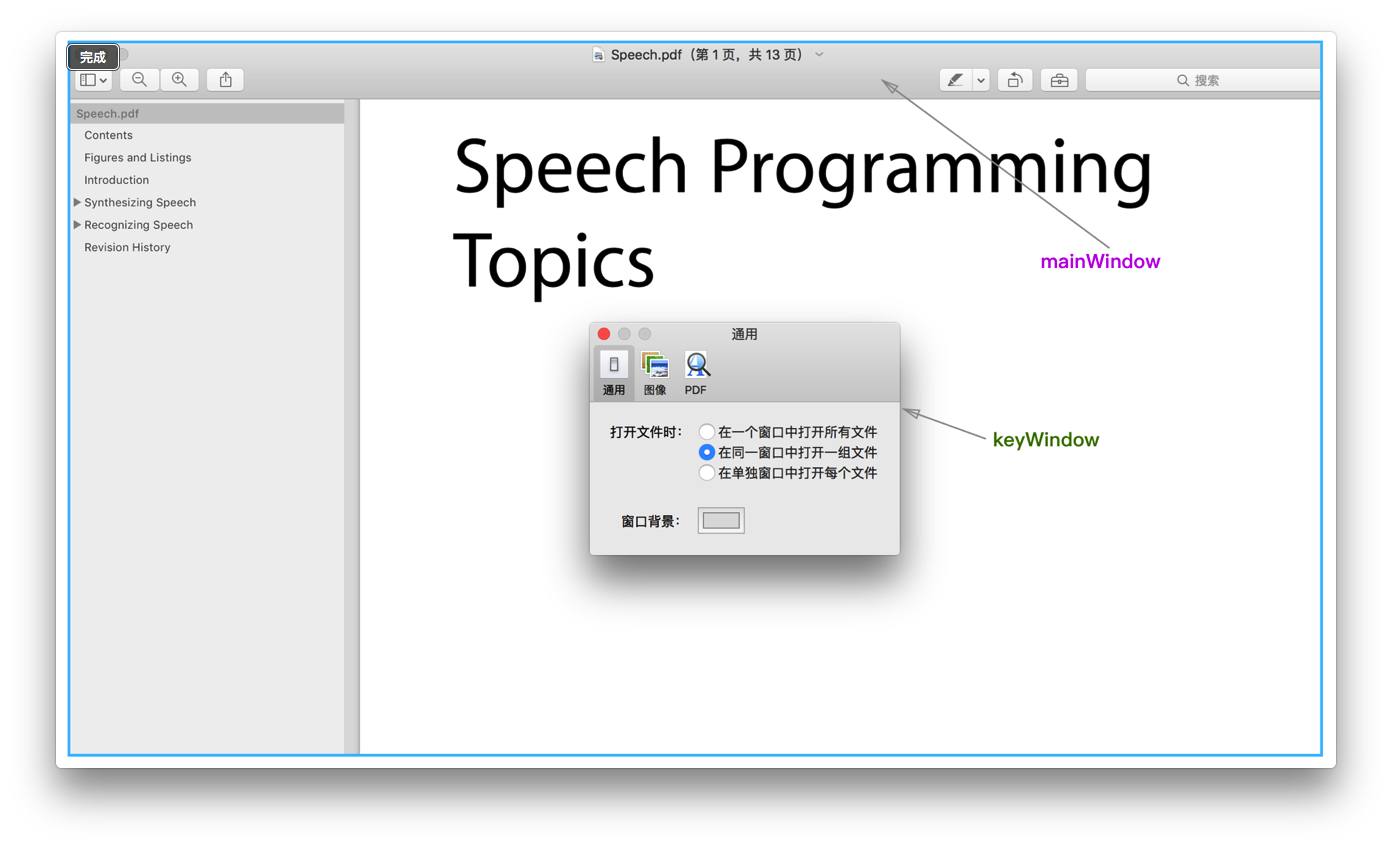 完成
Speech.pdf（第 1 页，共 13 页）
搜索
Speech.pdf
Contents
Figures and Listings
Introduction
Synthesizing Speech
Recognizing Speech
Revision History
Speech Programming
Topics
mainWindow
通用
通用 图像 PDF
打开文件时： 在一个窗口中打开所有文件
在同一窗口中打开一组文件
在单独窗口中打开每个文件
窗口背景：
keyWindow